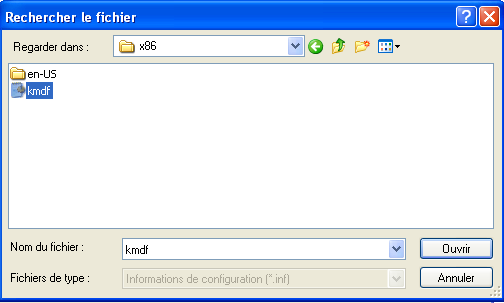 Rechercher le fichier
Regarder dans :
x86
en-US
kmdf
Nom du fichier :
kmdf
Ouvrir
Fichiers de type :
Informations de configuration (*.inf)
Annuler